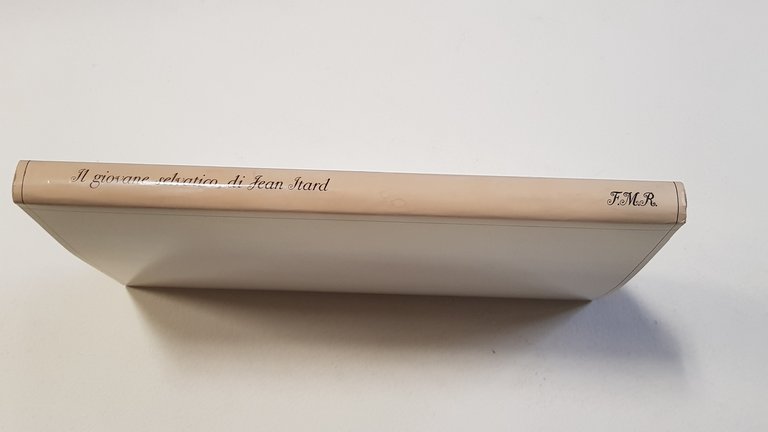 Il giovane selvatico, di Jean Itard
F.M.R.